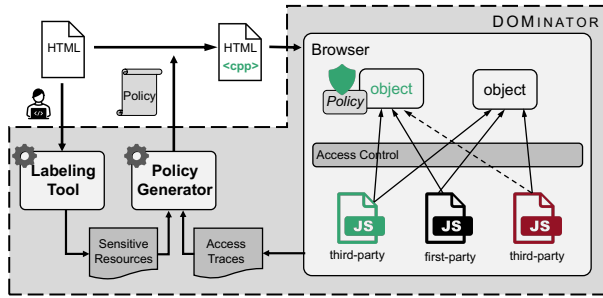 DOMINATOR
HTML
HTML
<cpp>
Policy
Browser
Policy
object
object
Access Control
Labeling
Tool
Policy
Generator
JS
JS
JS
third-party
first-party
third-party
Sensitive
Resources
Access
Traces